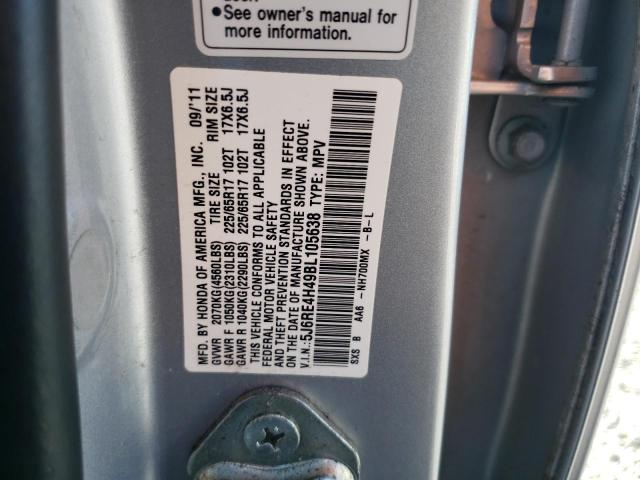 •See owner's manual for
more information.
MFD. BY HONDA OF AMERICA MFG., INC. 09/'11
GVWR 2070KG(4560LBS) TIRE SIZE RIM SIZE
GAWR F 1050KG(2310LBS) 225/65R17 102T 17X6.5J
GAWR R 1040KG(2290LBS) 225/65R17 102T 17X6.5J
THIS VEHICLE CONFORMS TO ALL APPLICABLE
FEDERAL MOTOR VEHICLE SAFETY
AND THEFT PREVENTION STANDARDS IN EFFECT
ON THE DATE OF MANUFACTURE SHOWN ABOVE.
V.I.N.:5J6RE4H49BL105638 TYPE: MPV
SXS B AA6 -NH700MX -B-L